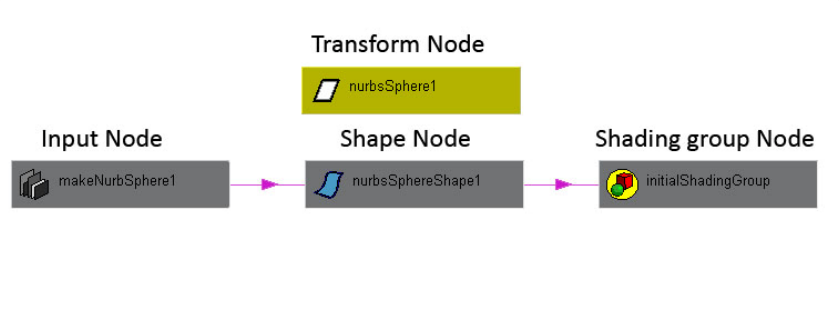 Transform Node
nurbsSphere1
Input Node
Shape Node
Shading group Node
makeNurbSphere1
nurbsSphereShape1
initialShadingGroup